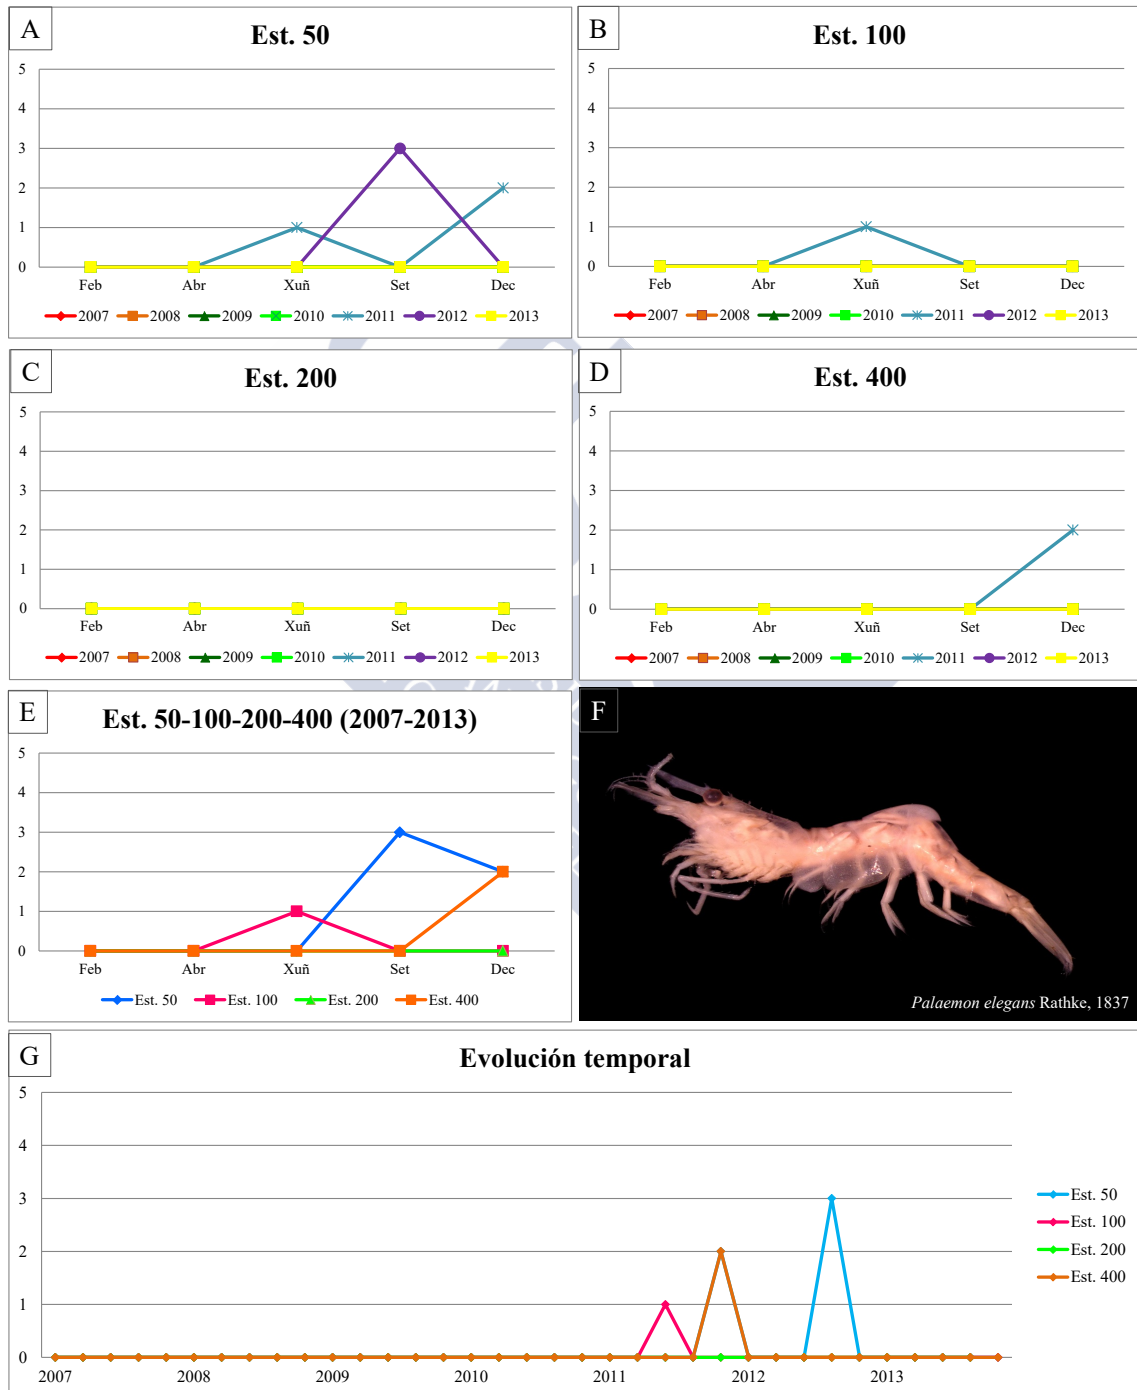 A
Est. 50
5
4
3
2
1
0
Feb Abr Xuñ Set Dec
2007 2008 2009 2010 2011 2012 2013
B
Est. 100
5
4
3
2
1
0
Feb Abr Xuñ Set Dec
2007 2008 2009 2010 2011 2012 2013
C
Est. 200
5
4
3
2
1
0
Feb Abr Xuñ Set Dec
2007 2008 2009 2010 2011 2012 2013
D
Est. 400
5
4
3
2
1
0
Feb Abr Xuñ Set Dec
2007 2008 2009 2010 2011 2012 2013
E
Est. 50-100-200-400 (2007-2013)
5
4
3
2
1
0
Feb Abr Xuñ Set Dec
Est. 50 Est. 100 Est. 200 Est. 400
F
Palaemon elegans Rathke, 1837
G
Evolución temporal
5
4
3
2
1
0
2007 2008 2009 2010 2011 2012 2013
Est. 50
Est. 100
Est. 200
Est. 400